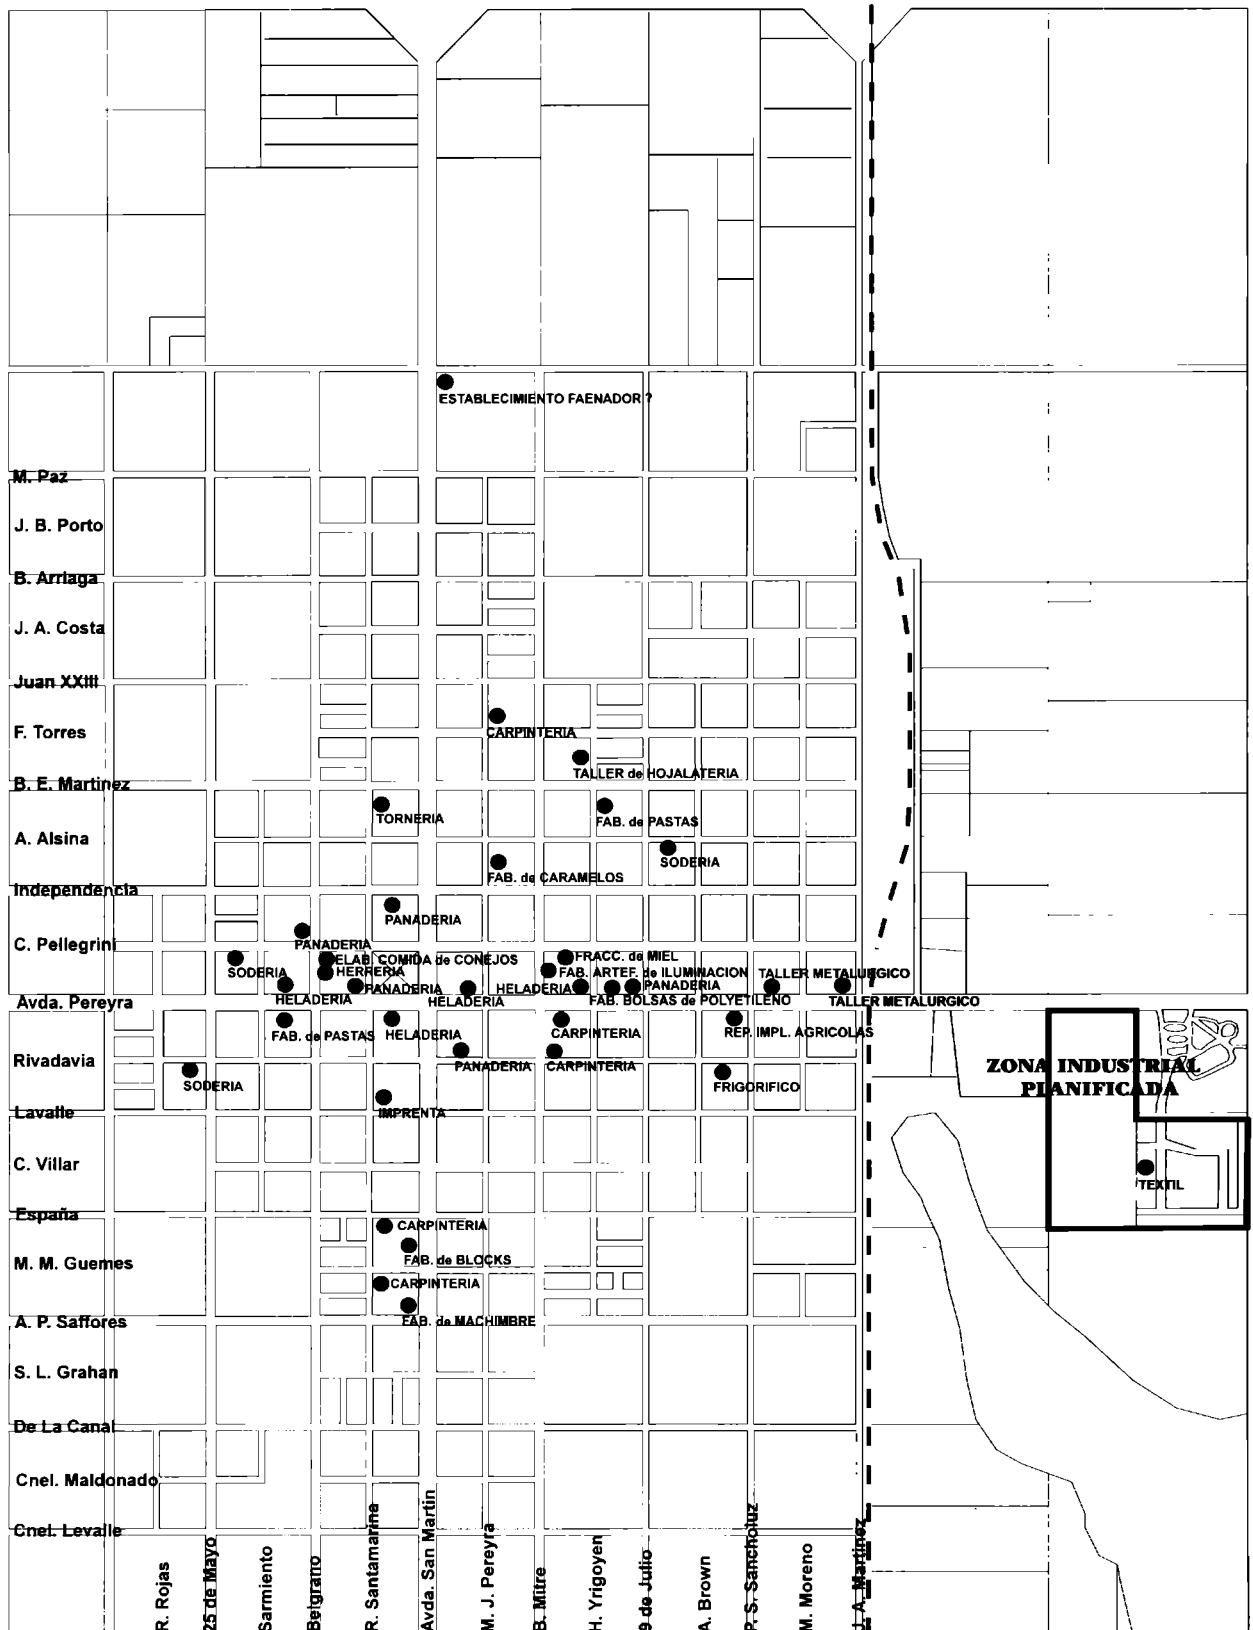 ESTABLECIMIENTO FAENADOR ?
M. Paz
J. B. Porto
B. Arriaga
J. A. Costa
Juan XXIII
F. Torres
CARPINTERIA
TALLER de HOJALATERIA
B. E. Martinez
TORNERIA
FAB. de PASTAS
A. Alsina
SODERIA
FAB. de CARAMELOS
Independencia
PANADERIA
C. Pellegrini
PANADERIA
ELAB. COMIDA de CONEJOS
FRACC. de MIEL
SODERIA
HERRERIA
FAB. ARTEF. de ILUMINACION
TALLER METALURGICO
PANADERIA
HELADERIA
PANADERIA
HELADERIA
HELADERIA
FAB. BOLSAS de POLYETILENO
TALLER METALURGICO
Avda. Pereyra
FAB. de PASTAS
HELADERIA
CARPINTERIA
REP. IMPL. AGRICOLAS
Rivadavia
PANADERIA
CARPINTERIA
ZONA INDUSTRIAL
PLANIFICADA
SODERIA
FRIGORIFICO
Lavalle
IMPRENTA
C. Villar
TEXTIL
España
CARPINTERIA
M. M. Guemes
FAB. de BLOCKS
CARPINTERIA
A. P. Saffores
FAB. de MACHIMBRE
S. L. Grahan
De La Canal
Cnel. Maldonado
Cnel. Levalle
R. Rojas
25 de Mayo
Sarmiento
Belgrano
R. Santamarina
Avda. San Martin
M. J. Pereyra
B. Mitre
H. Yrigoyen
9 de Julio
A. Brown
P. S. Sancholuz
M. Moreno
J. A. Martinez